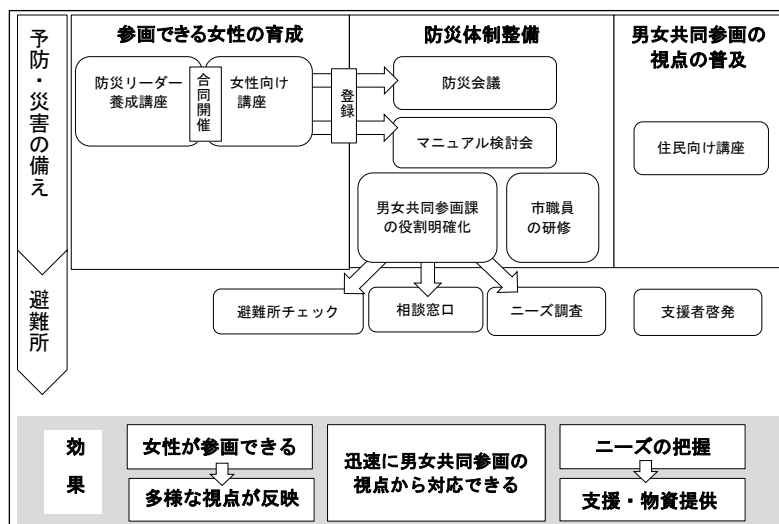 予防・災害の備え
避難所
参画できる女性の育成
防災リーダー
養成講座
合同開催
女性向け
講座
登録
防災体制整備
防災会議
マニュアル検討会
男女共同参画課
の役割明確化
市職員
の研修
男女共同参画の
視点の普及
住民向け講座
避難所チェック
相談窓口
ニーズ調査
支援者啓発
効
果
女性が参画できる
多様な視点が反映
迅速に男女共同参画の
視点から対応できる
ニーズの把握
支援・物資提供